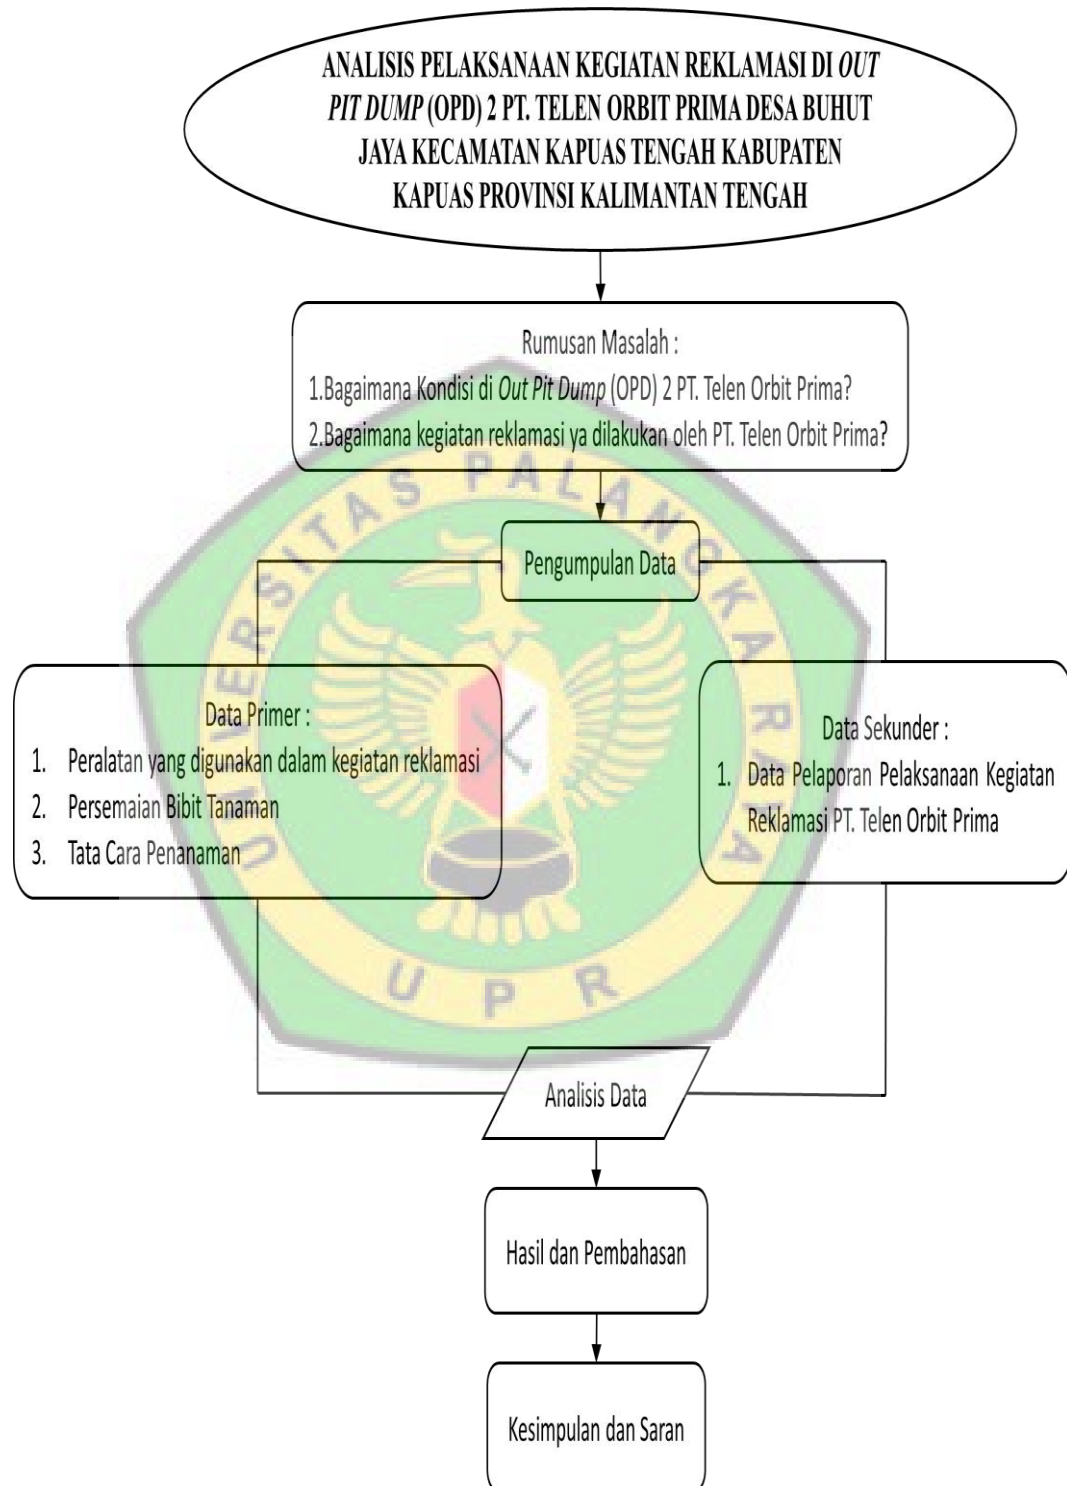 ANALISIS PELAKSANAAN KEGIATAN REKLAMASI DI OUT
PIT DUMP (OPD) 2 PT. TELEN ORBIT PRIMA DESA BUHUT
JAYA KECAMATAN KAPUAS TENGAH KABUPATEN
KAPUAS PROVINSI KALIMANTAN TENGAH
Rumusan Masalah :
1.Bagaimana Kondisi di Out Pit Dump (OPD) 2 PT. Telen Orbit Prima?
2.Bagaimana kegiatan reklamasi ya dilakukan oleh PT. Telen Orbit Prima?
UNIVERSITAS PALANGKA RAYA
Pengumpulan Data
Data Primer :
1. Peralatan yang digunakan dalam kegiatan reklamasi
2. Persemaian Bibit Tanaman
3. Tata Cara Penanaman
Data Sekunder :
1. Data Pelaporan Pelaksanaan Kegiatan
Reklamasi PT. Telen Orbit Prima
UPR
Analisis Data
Hasil dan Pembahasan
Kesimpulan dan Saran